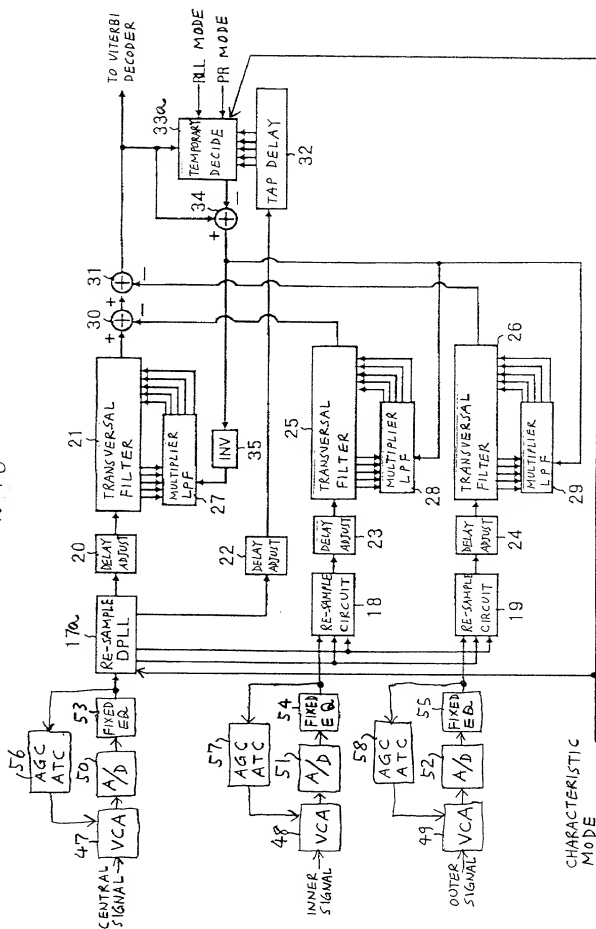 TO VITERBI
DECODER
RLL MODE
PR MODE
33a
TEMPORARY
DECIDE
34
TAP DELAY
32
31
30
+
+
+
+
-
-
-
21
TRANSVERSAL
FILTER
MULTIPLIER
LPF
27
INV
35
20
DELAY
ADJUST
22
DELAY
ADJUST
17a
RE-SAMPLE
DPLL
56
AGC
ATC
53
FIXED
EQ
50
A/D
47
VCA
CENTRAL
SIGNAL
25
TRANSVERSAL
FILTER
MULTIPLIER
LPF
28
23
DELAY
ADJUST
RE-SAMPLE
CIRCUIT
18
57
AGC
ATC
54
FIXED
EQ
51
A/D
48
VCA
INNER
SIGNAL
26
TRANSVERSAL
FILTER
MULTIPLIER
LPF
29
DELAY
ADJUST
24
RE-SAMPLE
CIRCUIT
19
58
AGC
ATC
55
FIXED
EQ
52
A/D
49
VCA
OUTER
SIGNAL
CHARACTERISTIC
MODE